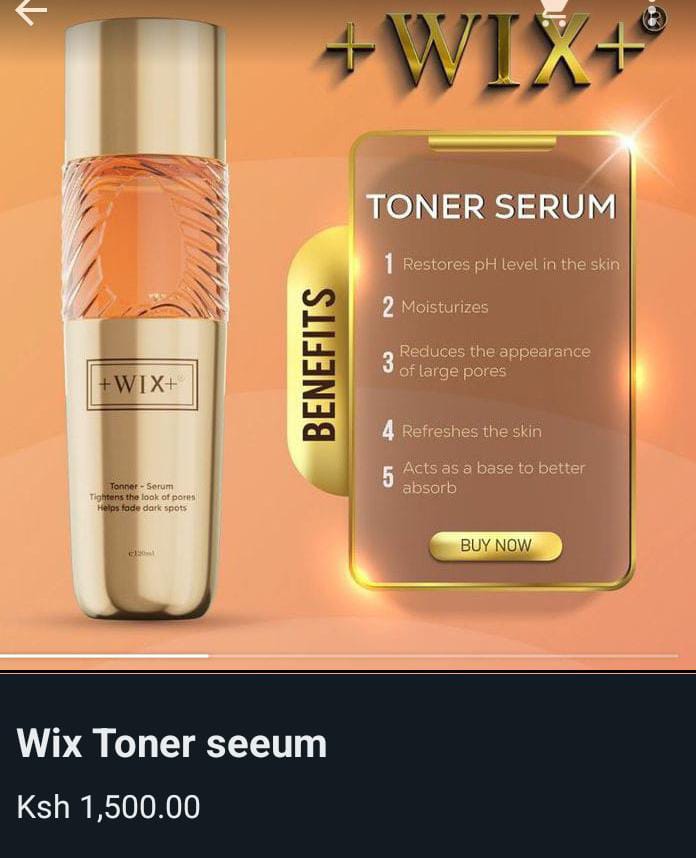 +WIX+®
TONER SERUM
BENEFITS
1 Restores pH level in the skin
2 Moisturizes
3 Reduces the appearance
of large pores
4 Refreshes the skin
5 Acts as a base to better
absorb
BUY NOW
+WIX+®
Tonner - Serum
Tightens the look of pores
Helps fade dark spots
e120ml
Wix Toner seeum
Ksh 1,500.00